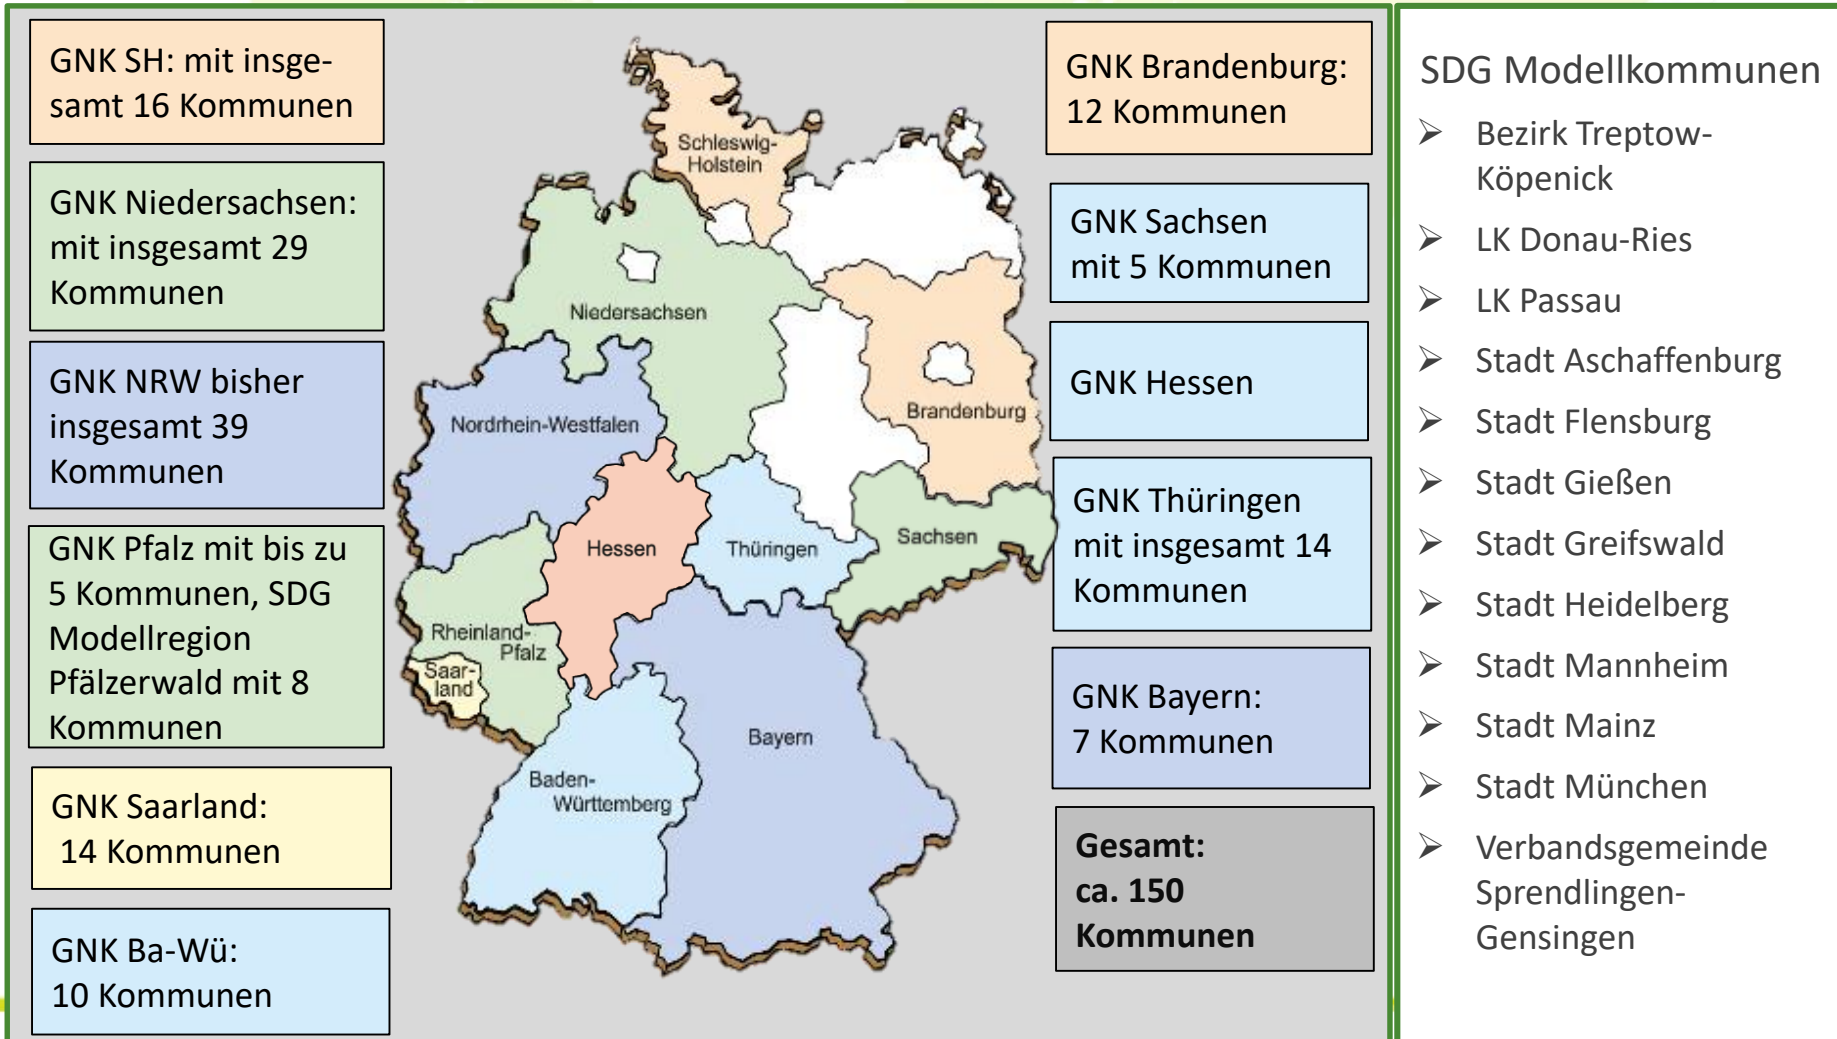 GNK SH: mit insge-
samt 16 Kommunen
GNK Niedersachsen:
mit insgesamt 29
Kommunen
GNK NRW bisher
insgesamt 39
Kommunen
GNK Pfalz mit bis zu
5 Kommunen, SDG
Modellregion
Pfälzerwald mit 8
Kommunen
GNK Saarland:
14 Kommunen
GNK Ba-Wü:
10 Kommunen
Schleswig-
Holstein
Niedersachsen
Nordrhein-Westfalen
Brandenburg
Hessen
Thüringen
Sachsen
Rheinland-
Pfalz
Saar-
land
Bayern
Baden-
Württemberg
GNK Brandenburg:
12 Kommunen
GNK Sachsen
mit 5 Kommunen
GNK Hessen
GNK Thüringen
mit insgesamt 14
Kommunen
GNK Bayern:
7 Kommunen
Gesamt:
ca. 150
Kommunen
SDG Modellkommunen
➢ Bezirk Treptow-
Köpenick
➢ LK Donau-Ries
➢ LK Passau
➢ Stadt Aschaffenburg
➢ Stadt Flensburg
➢ Stadt Gießen
➢ Stadt Greifswald
➢ Stadt Heidelberg
➢ Stadt Mannheim
➢ Stadt Mainz
➢ Stadt München
➢ Verbandsgemeinde
Sprendlingen-
Gensingen